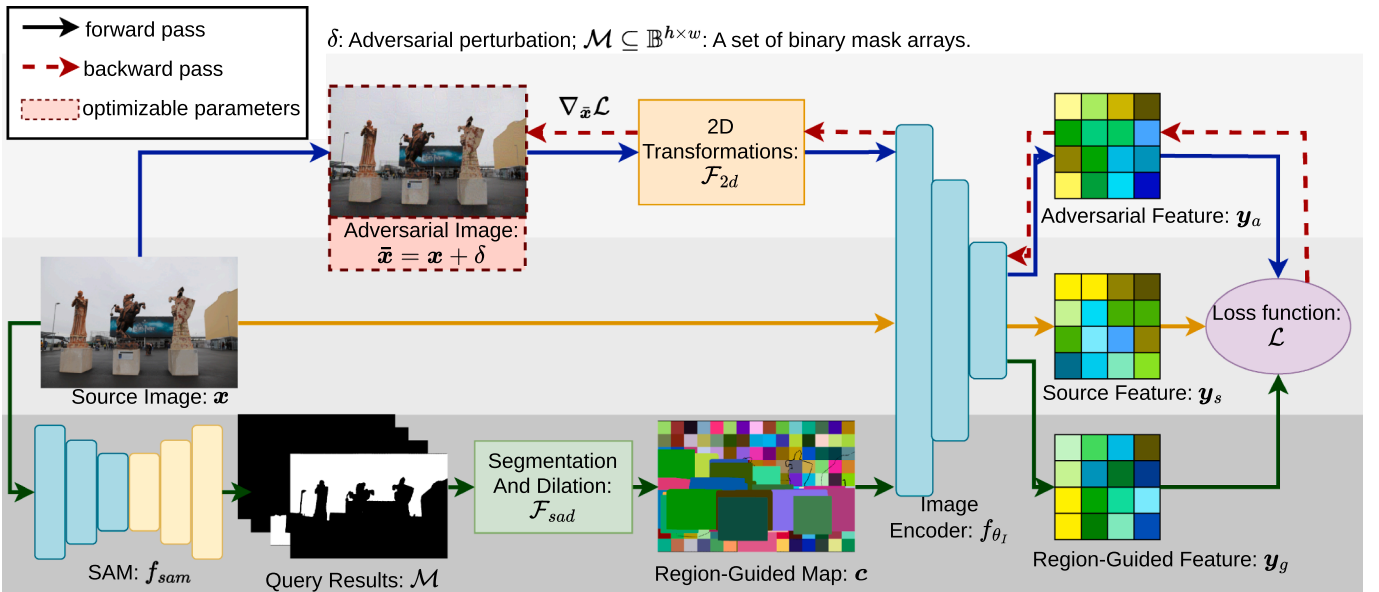 forward pass
backward pass
optimizable parameters
δ: Adversarial perturbation; ℳ ⊆ 𝔹^{h×w}: A set of binary mask arrays.
∇_{x̄}ℒ
2D
Transformations:
ℱ_{2d}
Adversarial Image:
x̄ = x + δ
Adversarial Feature: y_a
Source Image: x
Loss function:
ℒ
Source Feature: y_s
Segmentation
And Dilation:
ℱ_{sad}
Image
Encoder: f_{θ_I}
SAM: f_{sam}
Query Results: ℳ
Region-Guided Map: c
Region-Guided Feature: y_g